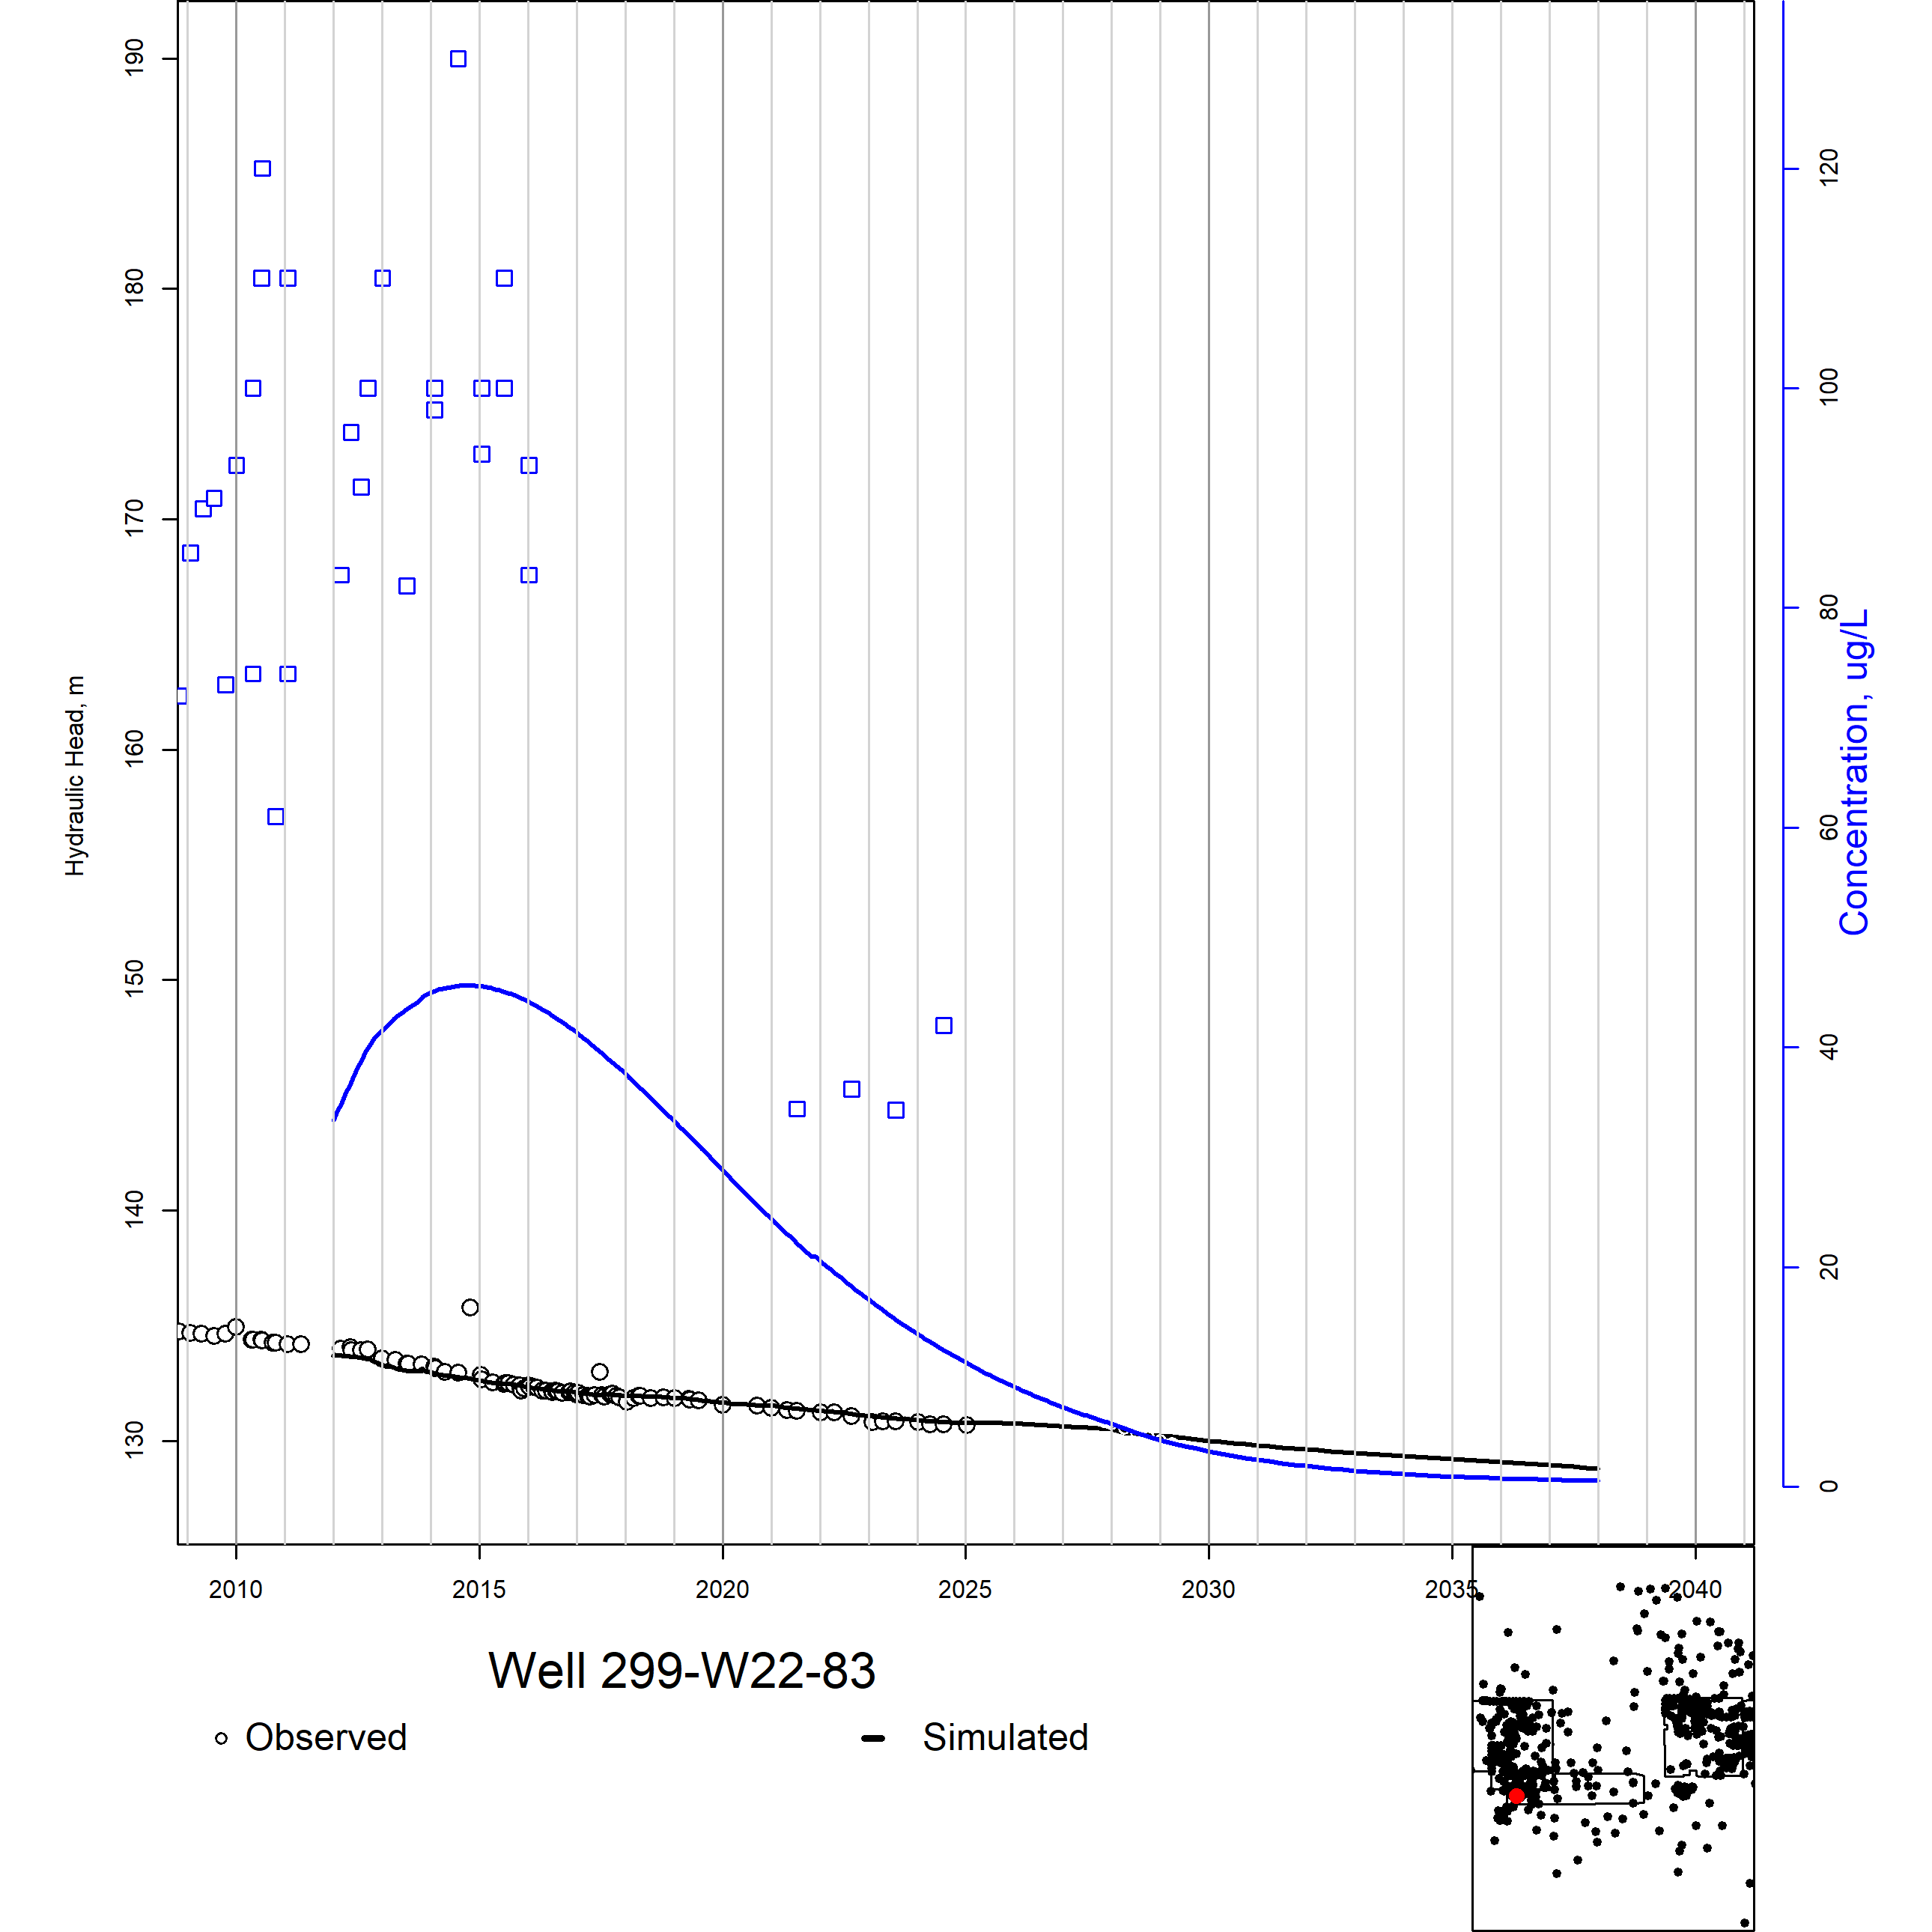 190
180
170
160
150
140
130
Hydraulic Head, m
120
100
80
60
40
20
0
Concentration, ug/L
2010 2015 2020 2025 2030 2035 2040
Well 299-W22-83
Observed Simulated